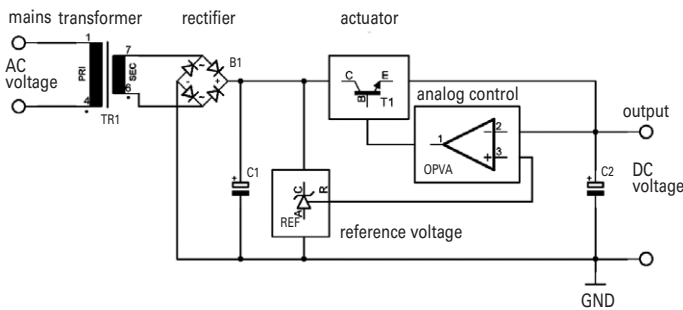 mains transformer rectifier actuator
AC voltage
1
7
PRI
SEC
4
6
TR1
B1
~
~
-
+
C E
B
T1
analog control
1
2
3
-
+
OPVA
output
DC voltage
+
C1
A C
R
REF
reference voltage
+
C2
GND